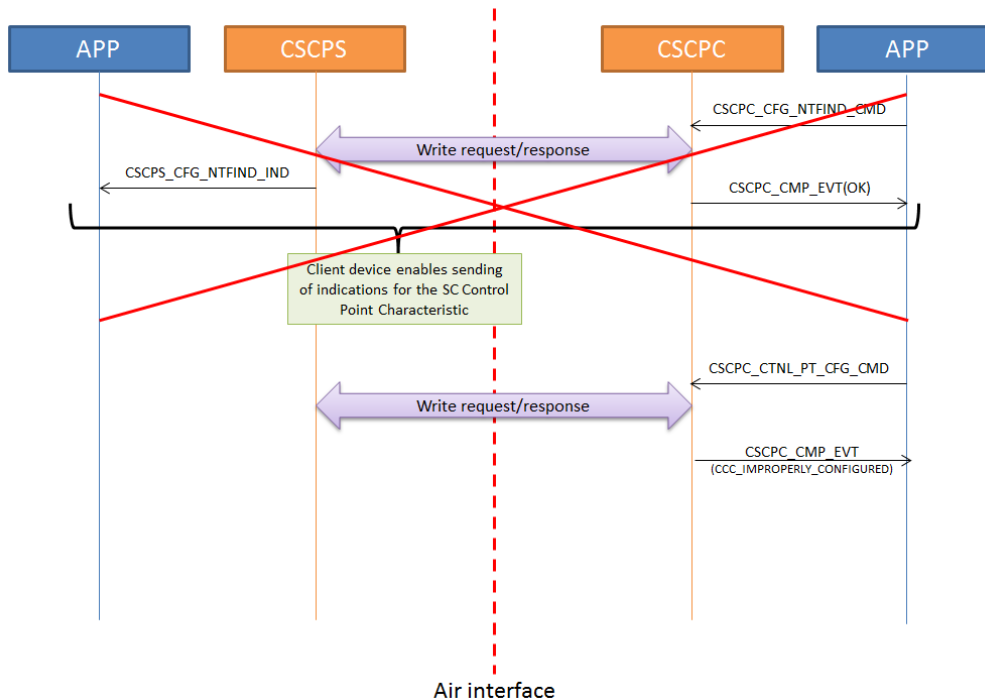 APP
CSCPS
CSCPC
APP
CSCPC_CFG_NTFIND_CMD
Write request/response
CSCPS_CFG_NTFIND_IND
CSCPC_CMP_EVT(OK)
Client device enables sending
of indications for the SC Control
Point Characteristic
CSCPC_CTNL_PT_CFG_CMD
Write request/response
CSCPC_CMP_EVT
(CCC_IMPROPERLY_CONFIGURED)
Air interface